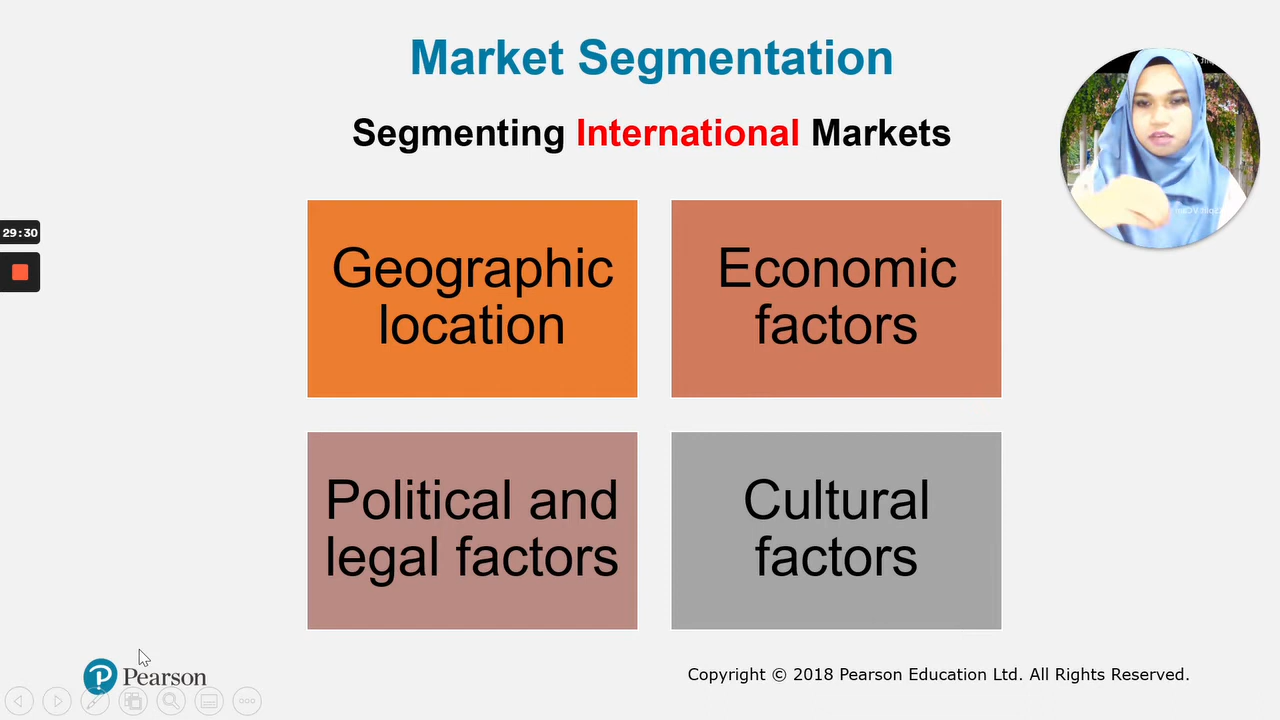 Market Segmentation
Segmenting International Markets
29:30
Geographic
location
Economic
factors
Political and
legal factors
Cultural
factors
Pearson
Copyright © 2018 Pearson Education Ltd. All Rights Reserved.